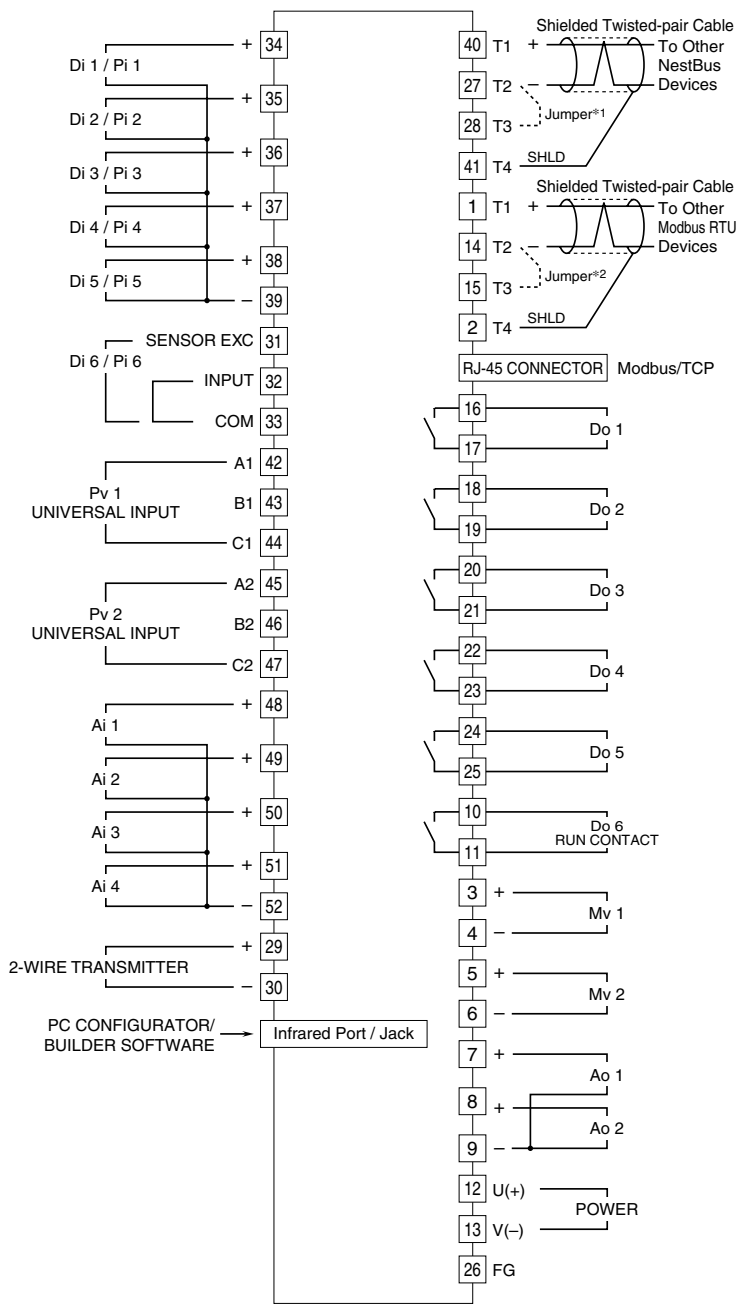 Di 1 / Pi 1
+ 34
Di 2 / Pi 2
+ 35
Di 3 / Pi 3
+ 36
Di 4 / Pi 4
+ 37
Di 5 / Pi 5
+ 38
− 39
Di 6 / Pi 6
SENSOR EXC 31
INPUT 32
COM 33
Pv 1
UNIVERSAL INPUT
A1 42
B1 43
C1 44
Pv 2
UNIVERSAL INPUT
A2 45
B2 46
C2 47
Ai 1
+ 48
Ai 2
+ 49
Ai 3
+ 50
Ai 4
+ 51
− 52
2-WIRE TRANSMITTER
+ 29
− 30
PC CONFIGURATOR/
BUILDER SOFTWARE
Infrared Port / Jack
Shielded Twisted-pair Cable
40 T1 + To Other
NestBus
27 T2 − Devices
Jumper*1
28 T3
41 T4 SHLD
Shielded Twisted-pair Cable
1 T1 + To Other
Modbus RTU
14 T2 − Devices
Jumper*2
15 T3
2 T4 SHLD
RJ-45 CONNECTOR Modbus/TCP
16
Do 1
17
18
Do 2
19
20
Do 3
21
22
Do 4
23
24
Do 5
25
10
Do 6
RUN CONTACT
11
3 +
Mv 1
4 −
5 +
Mv 2
6 −
7 +
Ao 1
8 +
Ao 2
9 −
12 U(+)
POWER
13 V(–)
26 FG